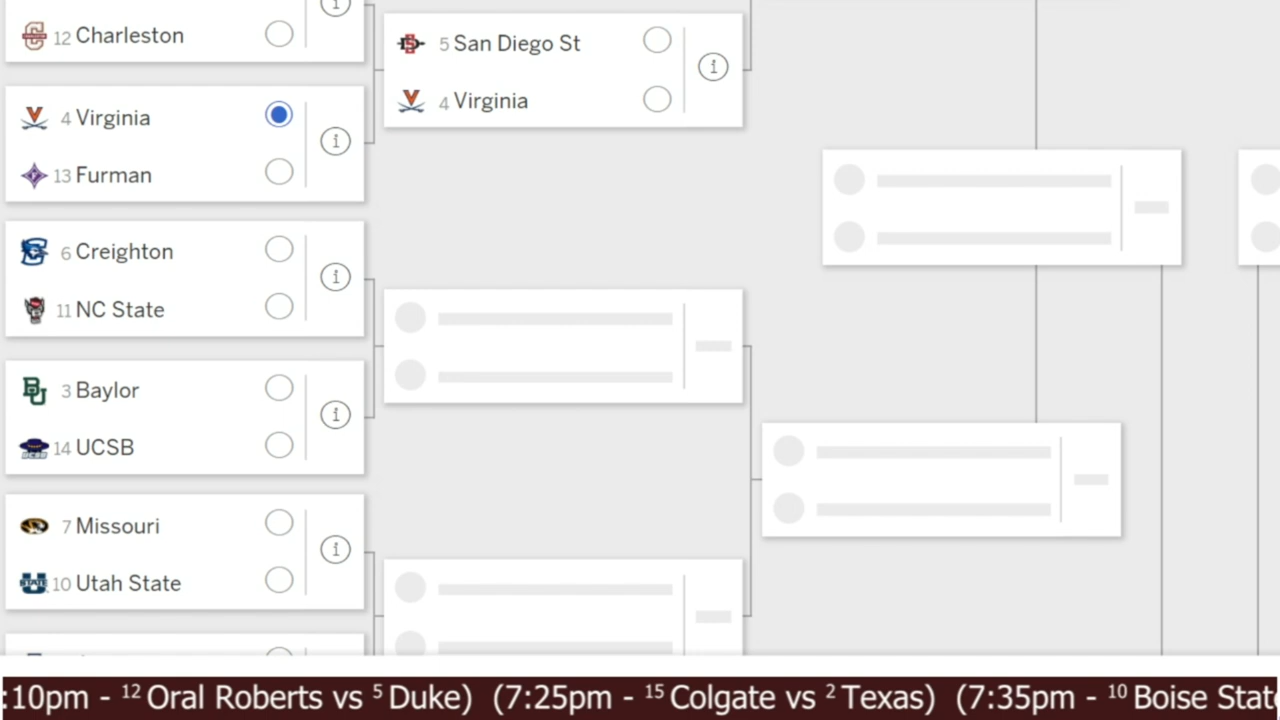 12 Charleston
4 Virginia
13 Furman
6 Creighton
11 NC State
3 Baylor
14 UCSB
7 Missouri
10 Utah State
5 San Diego St
4 Virginia
:10pm - 12 Oral Roberts vs 5 Duke) (7:25pm - 15 Colgate vs 2 Texas) (7:35pm - 10 Boise State